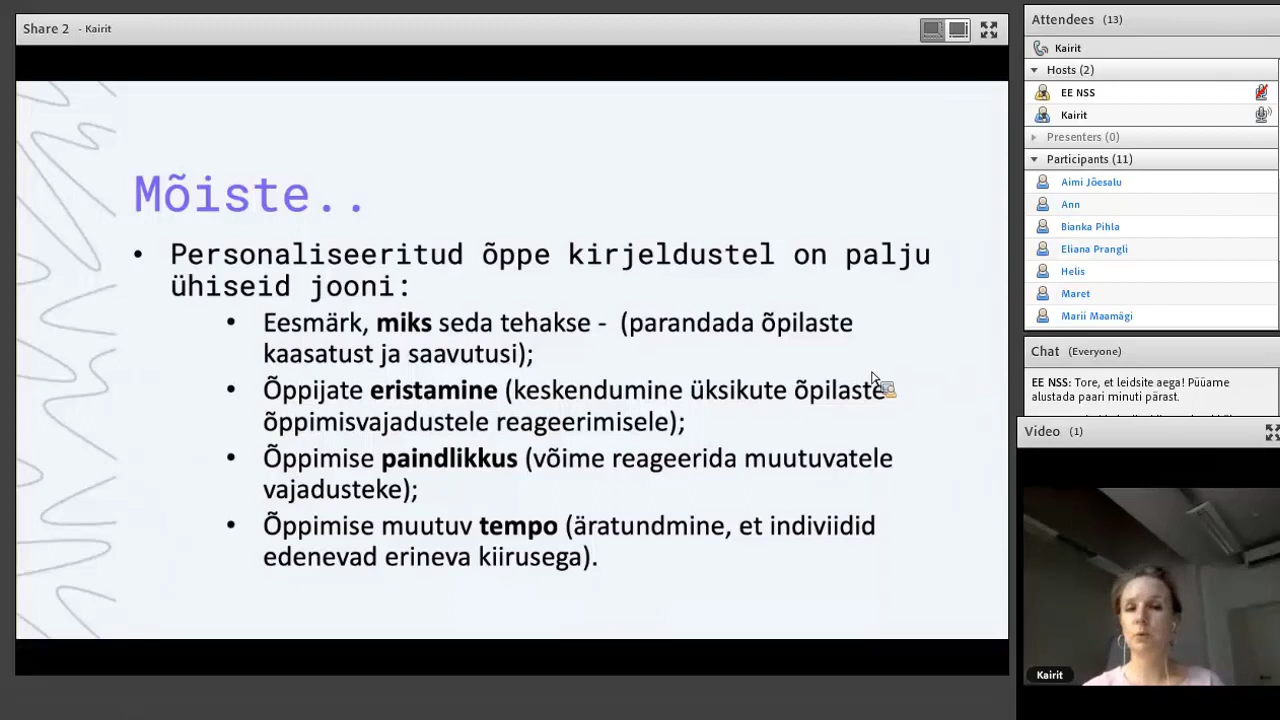 Share 2 - Kairit
Mõiste..
• Personaliseeritud õppe kirjeldustel on palju
ühiseid jooni:
• Eesmärk, miks seda tehakse - (parandada õpilaste
kaasatust ja saavutusi);
• Õppijate eristamine (keskendumine üksikute õpilaste
õppimisvajadustele reageerimisele);
• Õppimise paindlikkus (võime reageerida muutuvatele
vajadusteke);
• Õppimise muutuv tempo (äratundmine, et indiviidid
edenevad erineva kiirusega).
Attendees (13)
Kairit
Hosts (2)
EE NSS
Kairit
Presenters (0)
Participants (11)
Aimi Jõesalu
Ann
Bianka Pihla
Eliana Prangli
Helis
Maret
Marii Maamägi
Chat (Everyone)
EE NSS: Tore, et leidsite aega! Püüame
alustada paari minuti pärast.
Video (1)
Kairit